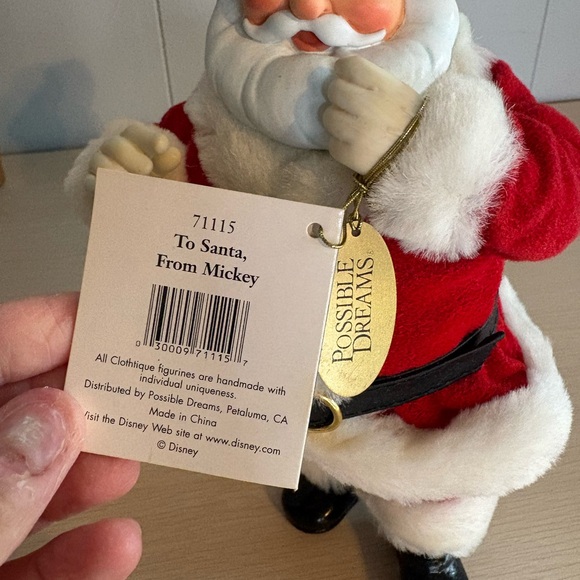 71115
To Santa,
From Mickey
0 30009 71115 7
All Clothtique figurines are handmade with
individual uniqueness.
Distributed by Possible Dreams, Petaluma, CA
Made in China
Visit the Disney Web site at www.disney.com
© Disney
POSSIBLE
DREAMS